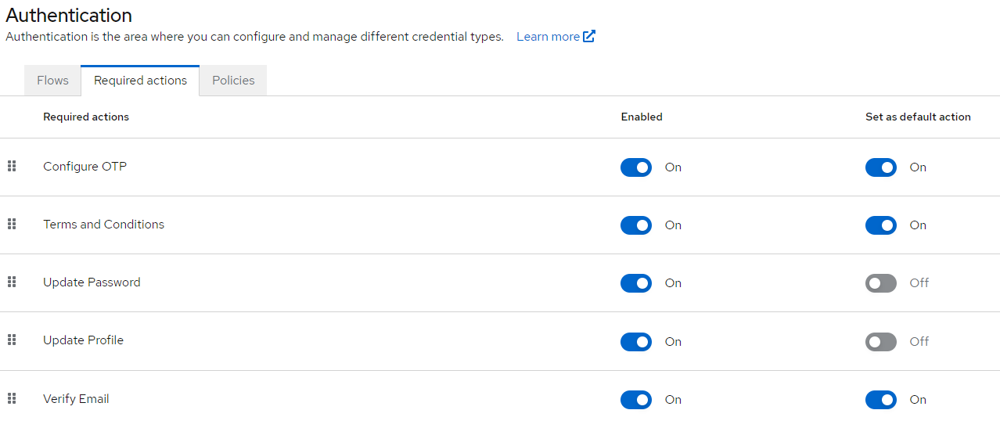 Authentication
Authentication is the area where you can configure and manage different credential types. Learn more
Flows Required actions Policies
Required actions Enabled Set as default action
Configure OTP On On
Terms and Conditions On On
Update Password On Off
Update Profile On Off
Verify Email On On